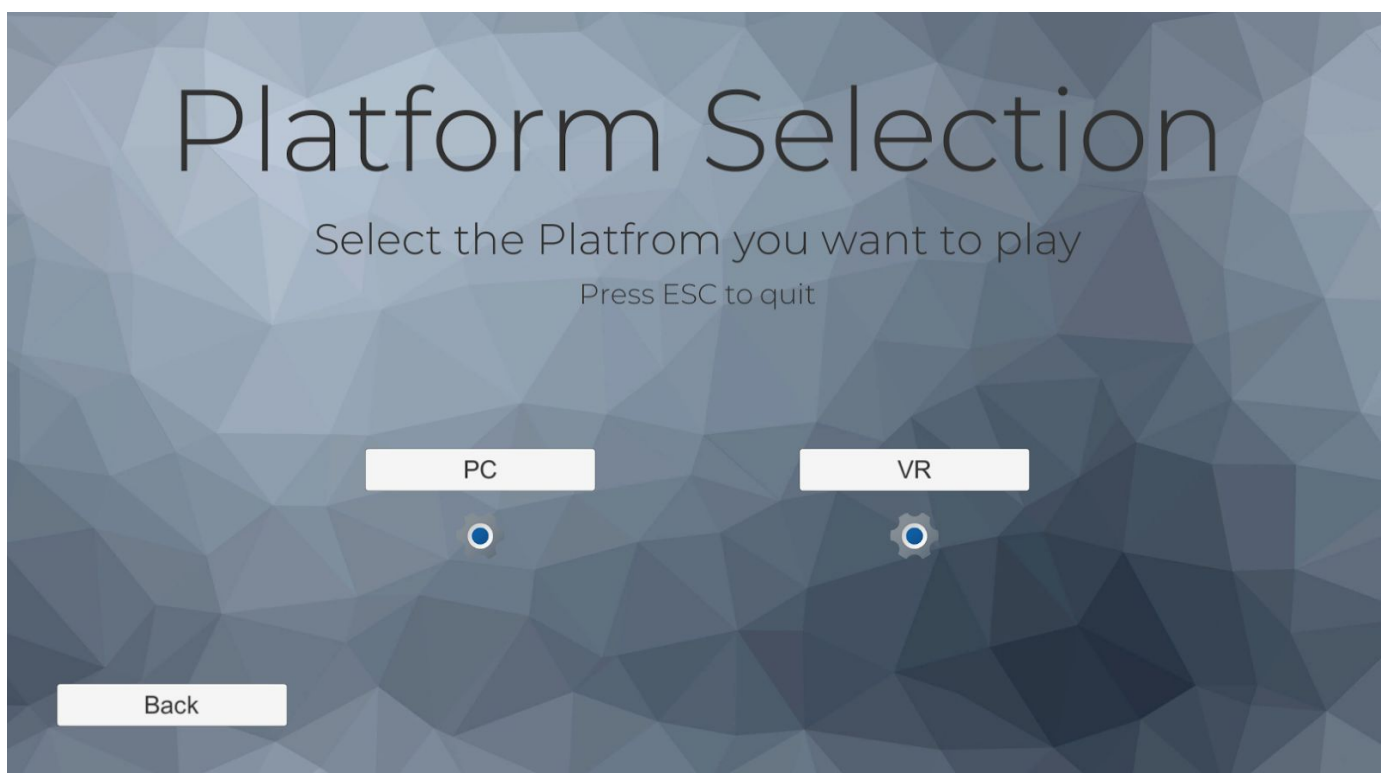 Platform Selection
Select the Platfrom you want to play
Press ESC to quit
PC VR
Back